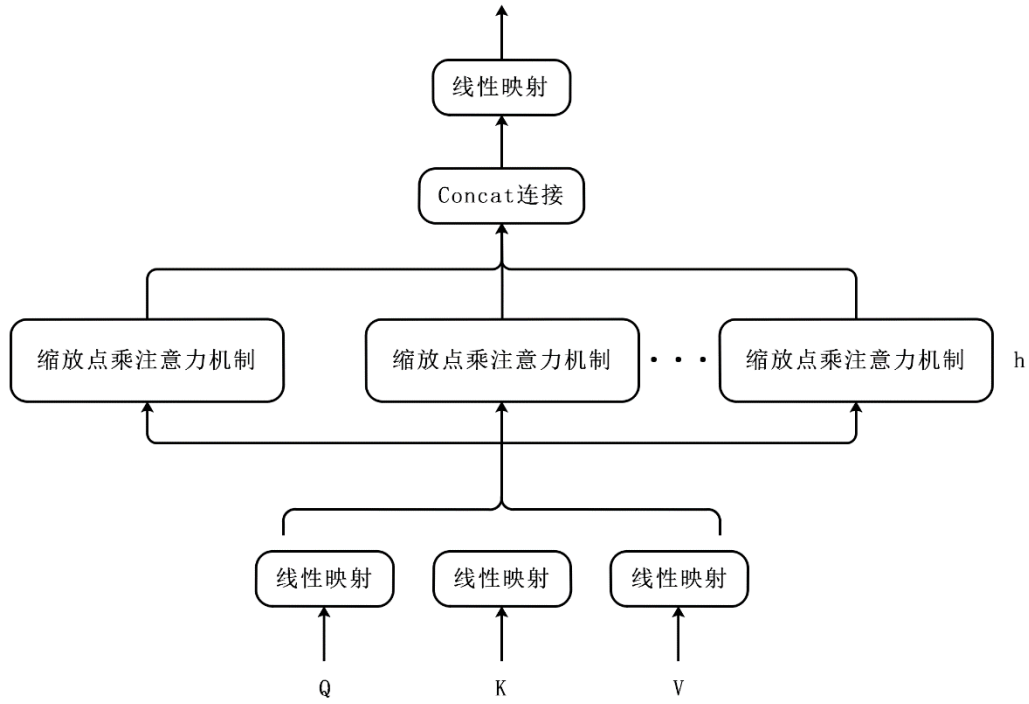 线性映射
Concat连接
缩放点乘注意力机制 缩放点乘注意力机制 ··· 缩放点乘注意力机制 h
线性映射 线性映射 线性映射
Q K V